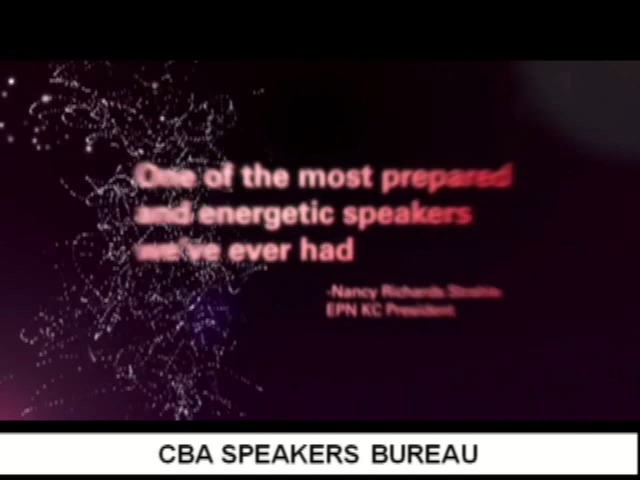 One of the most prepared
and energetic speakers
we've ever had
-Nancy Richards
EPN KC President
CBA SPEAKERS BUREAU